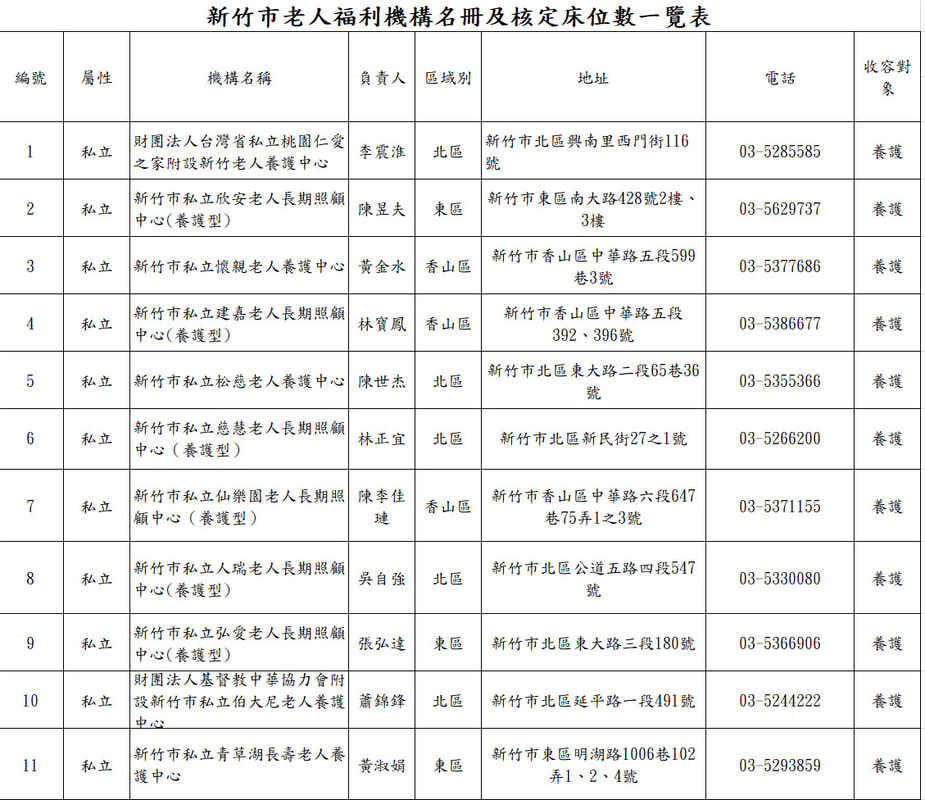 新竹市老人福利機構名冊及核定床位數一覽表
編號 屬性 機構名稱 負責人 區域別 地址 電話 收容對
象
1 私立 財團法人台灣省私立桃園仁愛
之家附設新竹老人養護中心 李震淮 北區 新竹市北區興南里西門街116
號 03-5285585 養護
2 私立 新竹市私立欣安老人長期照顧
中心(養護型) 陳昱夫 東區 新竹市東區南大路428號2樓、
3樓 03-5629737 養護
3 私立 新竹市私立懷親老人養護中心 黃金水 香山區 新竹市香山區中華路五段599
巷3號 03-5377686 養護
4 私立 新竹市私立建嘉老人長期照顧
中心(養護型) 林寶鳳 香山區 新竹市香山區中華路五段
392、396號 03-5386677 養護
5 私立 新竹市私立松慈老人養護中心 陳世杰 北區 新竹市北區東大路二段65巷36
號 03-5355366 養護
6 私立 新竹市私立慈慧老人長期照顧
中心（養護型） 林正宜 北區 新竹市北區新民街27之1號 03-5266200 養護
7 私立 新竹市私立仙樂園老人長期照
顧中心（養護型） 陳李佳
璉 香山區 新竹市香山區中華路六段647
巷75弄1之3號 03-5371155 養護
8 私立 新竹市私立人瑞老人長期照顧
中心(養護型) 吳自強 北區 新竹市北區公道五路四段547
號 03-5330080 養護
9 私立 新竹市私立弘愛老人長期照顧
中心(養護型) 張弘達 東區 新竹市北區東大路三段180號 03-5366906 養護
10 私立 財團法人基督教中華協力會附
設新竹市私立伯大尼老人養護
中心 蕭錦鋒 北區 新竹市北區延平路一段491號 03-5244222 養護
11 私立 新竹市私立青草湖長壽老人養
護中心 黃淑娟 東區 新竹市東區明湖路1006巷102
弄1、2、4號 03-5293859 養護